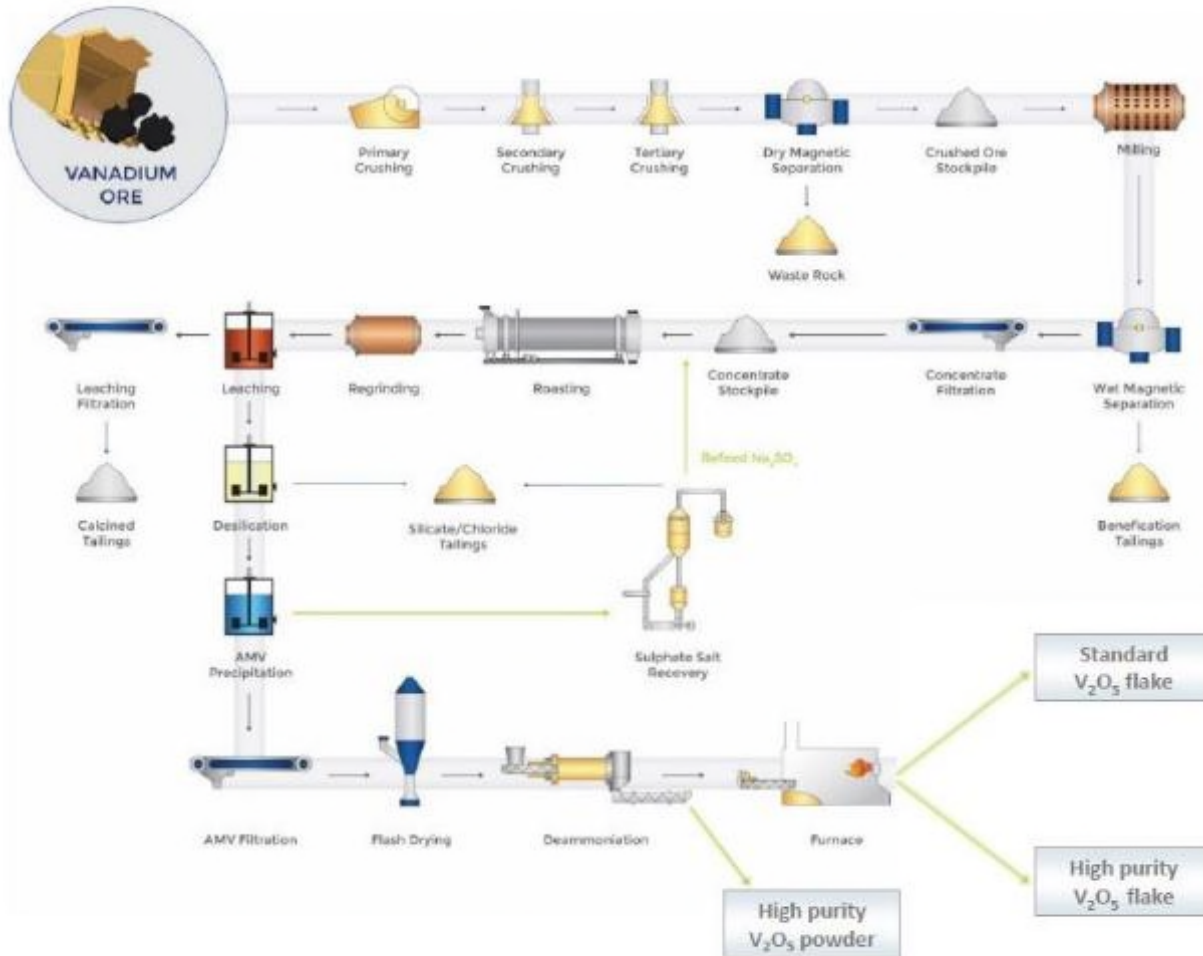 VANADIUM
ORE
Primary
Crushing
Secondary
Crushing
Tertiary
Crushing
Dry Magnetic
Separation
Crushed Ore
Stockpile
Milling
Waste Rock
Leaching
Filtration
Leaching
Regrinding
Roasting
Concentrate
Stockpile
Concentrate
Filtration
Wet Magnetic
Separation
Refined Na₂SO₄
Calcined
Tailings
Desilication
Silicate/Chloride
Tailings
Benefication
Tailings
AMV
Precipitation
Sulphate Salt
Recovery
Standard
V₂O₅ flake
AMV Filtration
Flash Drying
Deammoniation
Furnace
High purity
V₂O₅ flake
High purity
V₂O₅ powder